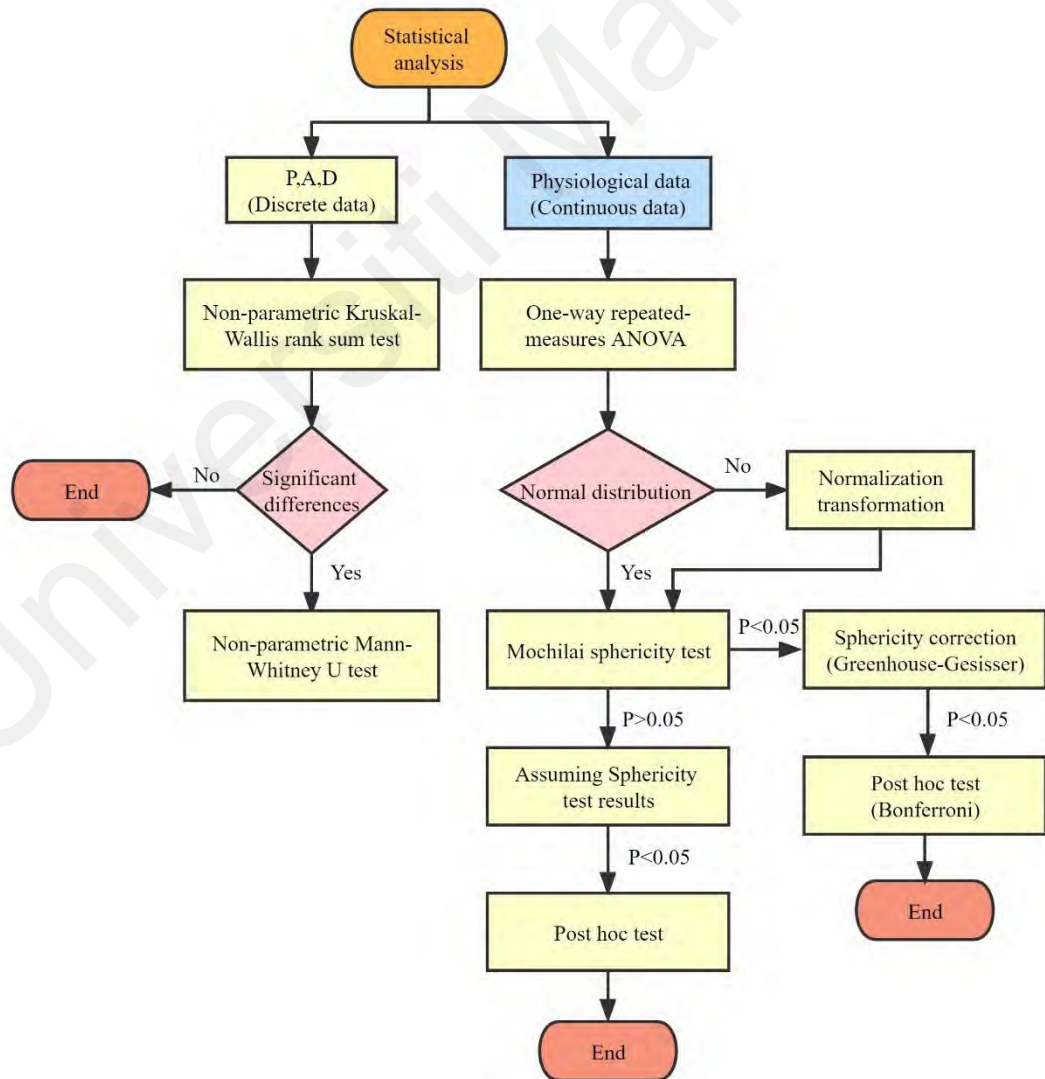 Statistical
analysis
P,A,D
(Discrete data)
Physiological data
(Continuous data)
Non-parametric Kruskal-
Wallis rank sum test
One-way repeated-
measures ANOVA
No
Significant
differences
End
Normal distribution
No
Normalization
transformation
Yes
Yes
Non-parametric Mann-
Whitney U test
Mochilai sphericity test
P<0.05
Sphericity correction
(Greenhouse-Gesisser)
P>0.05
P<0.05
Assuming Sphericity
test results
Post hoc test
(Bonferroni)
P<0.05
Post hoc test
End
End
Universiti Ma